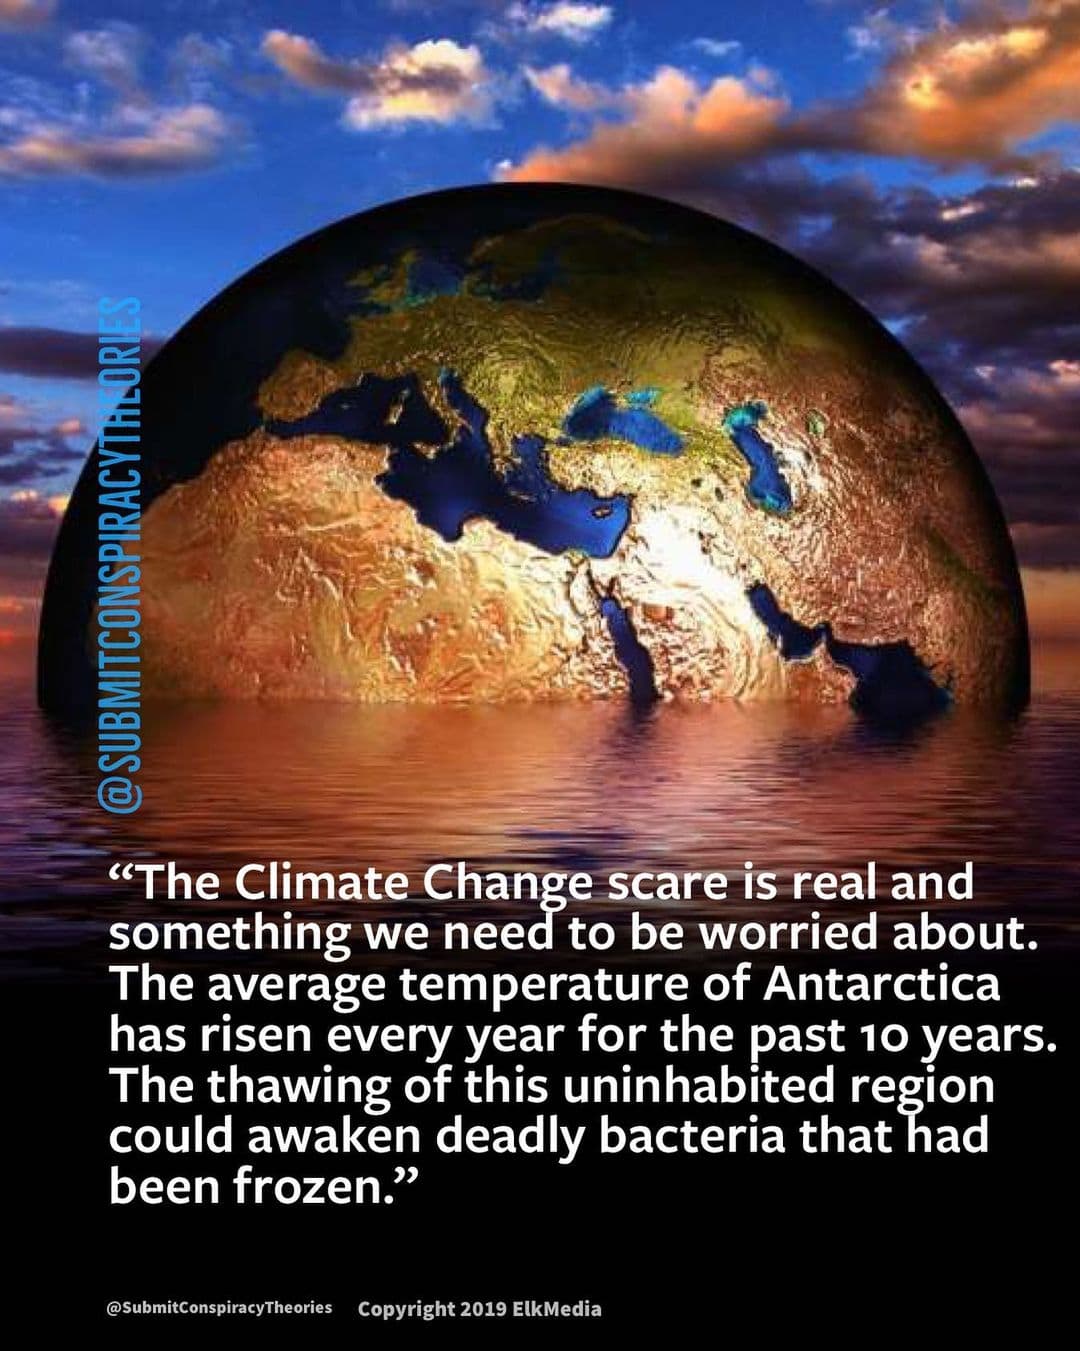 @SUBMITCONSPIRACYTHEORIES
“The Climate Change scare is real and
something we need to be worried about.
The average temperature of Antarctica
has risen every year for the past 10 years.
The thawing of this uninhabited region
could awaken deadly bacteria that had
been frozen.”
@SubmitConspiracyTheories Copyright 2019 ElkMedia